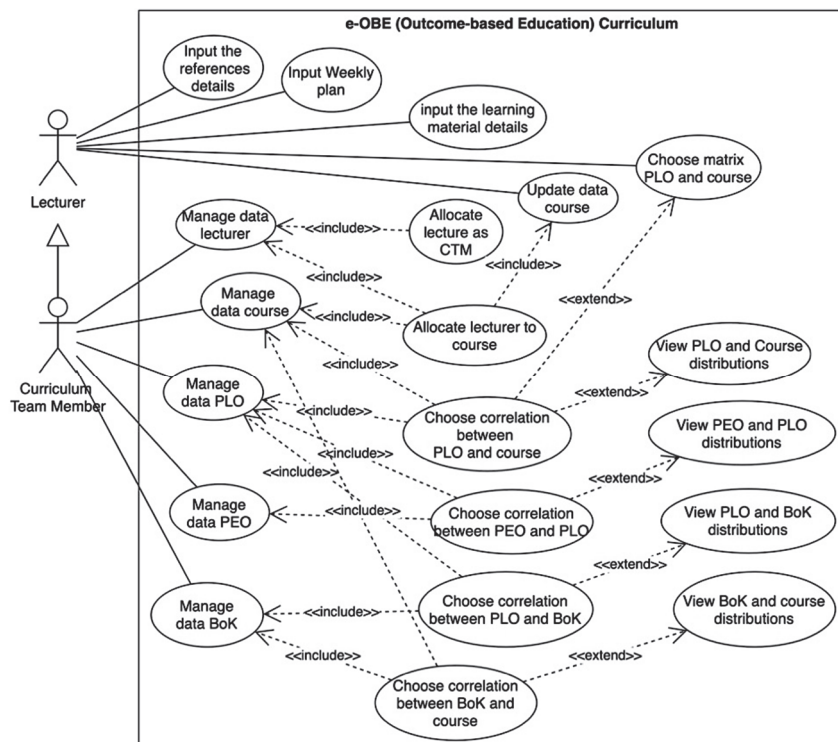 e-OBE (Outcome-based Education) Curriculum
Input the
references
details
Input Weekly
plan
input the learning
material details
Choose matrix
PLO and course
Update data
course
Lecturer
Manage data
lecturer
<<include>>
Allocate
lecture as
CTM
<<include>>
<<include>>
Manage
data course
<<include>>
Allocate lecturer to
course
<<extend>>
View PLO and Course
distributions
<<include>>
<<extend>>
Curriculum
Team Member
Manage
data PLO
<<include>>
Choose correlation
between
PLO and course
View PEO and PLO
distributions
<<include>>
<<include>>
<<extend>>
Manage
data PEO
<<include>>
Choose correlation
between PEO and PLO
View PLO and BoK
distributions
<<extend>>
Manage
data BoK
<<include>>
Choose correlation
between PLO and BoK
View BoK and course
distributions
<<include>>
<<extend>>
Choose correlation
between BoK and
course